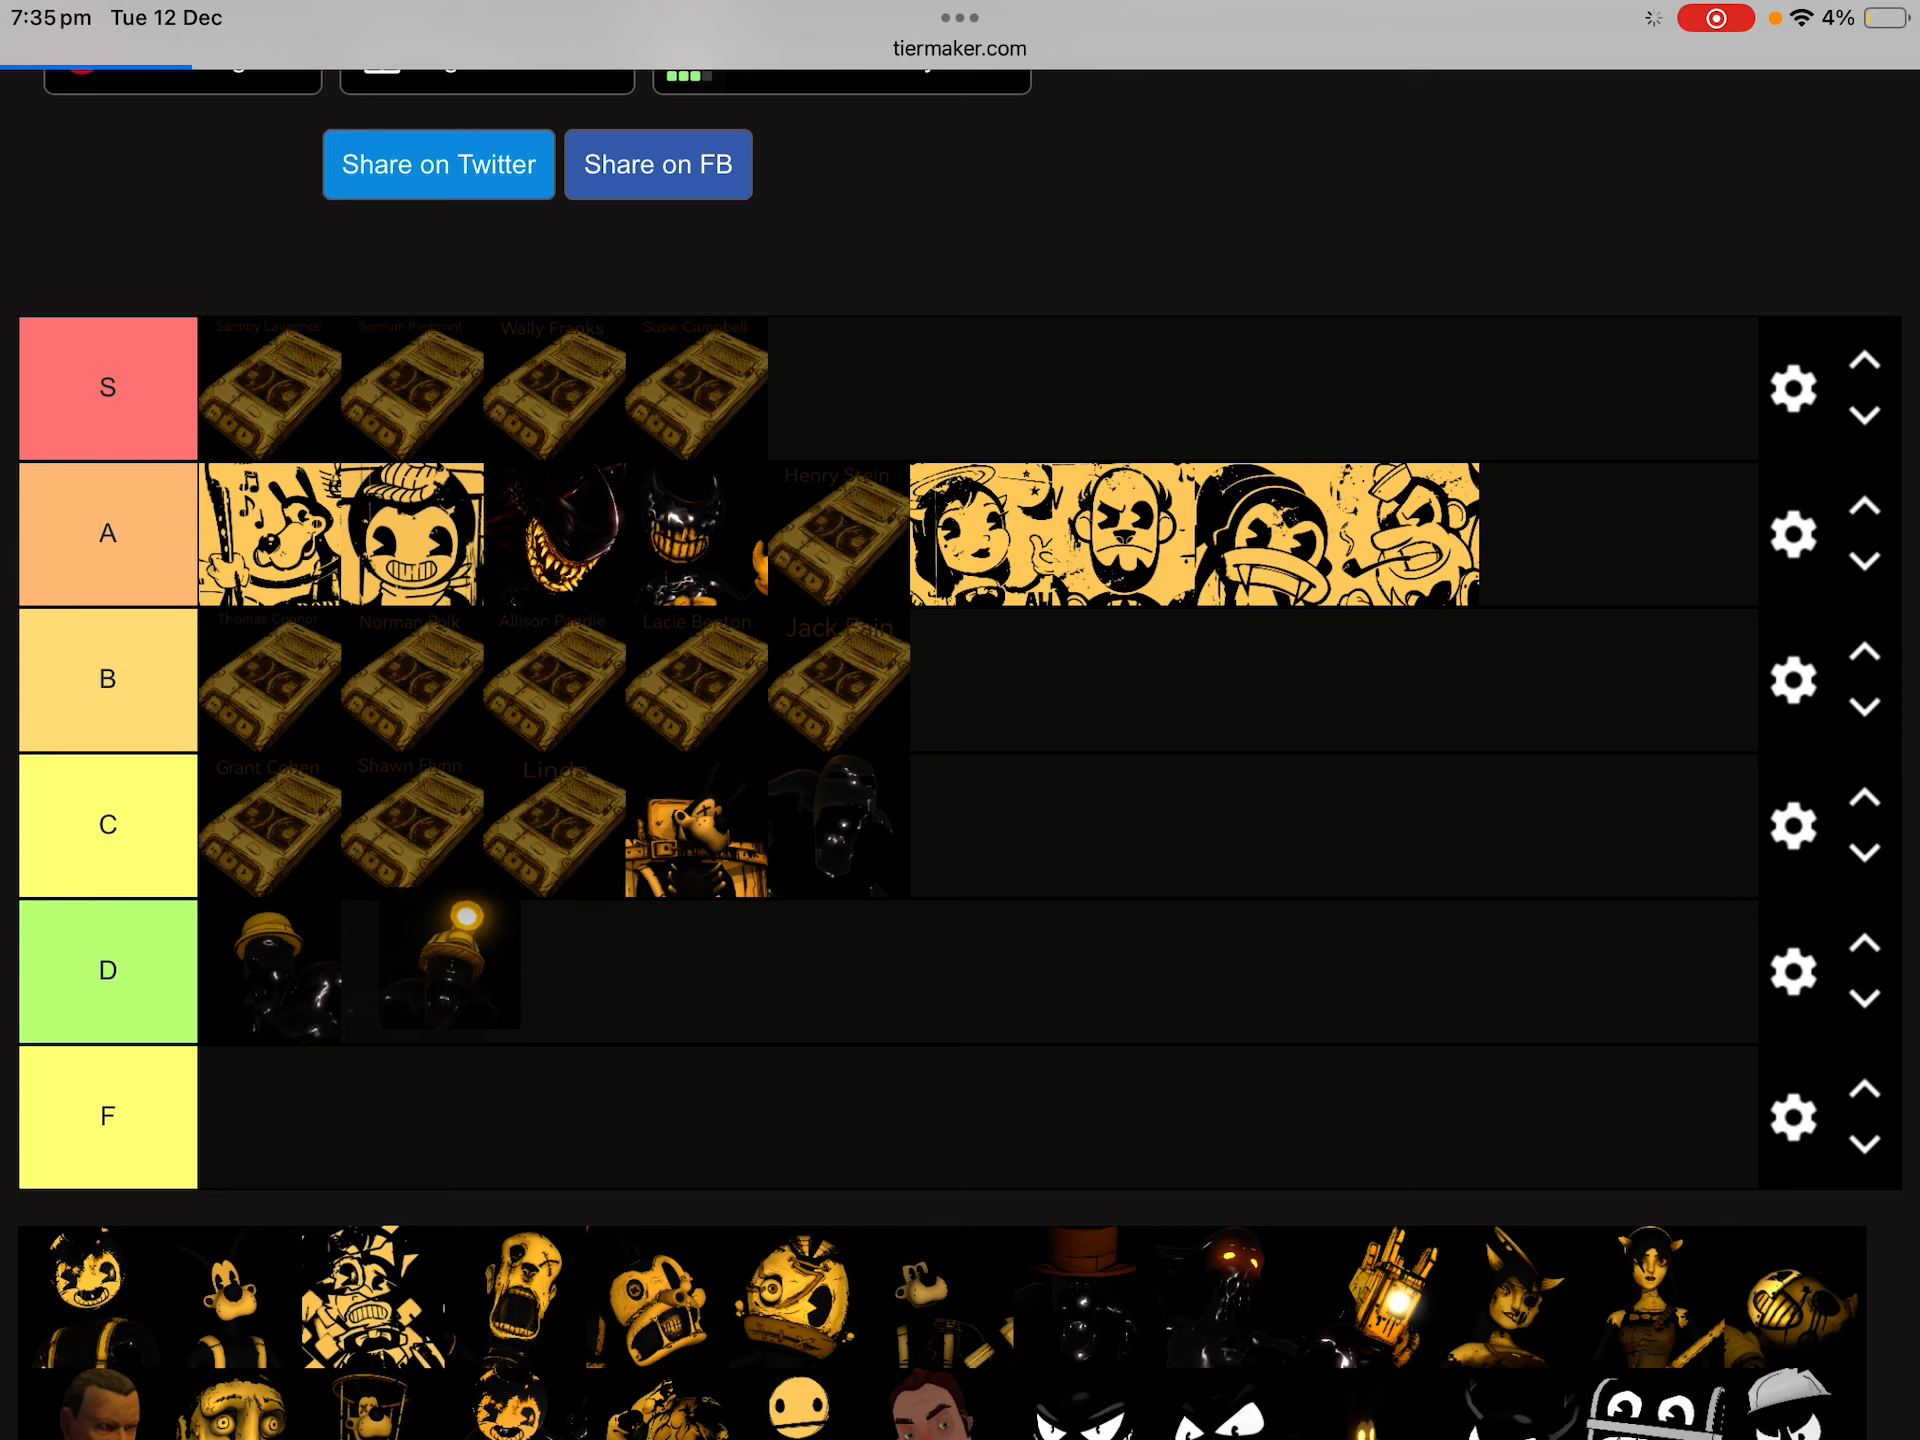 7:35 pm Tue 12 Dec
4%
tiermaker.com
Share on Twitter
Share on FB
S
Sammy Lawrence
Bertrum Piedmont
Wally Franks
Susie Campbell
A
Henry Stein
B
Thomas Connor
Norman Polk
Allison Pendle
Lacie Benton
Jack Fain
C
Grant Cohen
Shawn Flynn
Linda
D
F